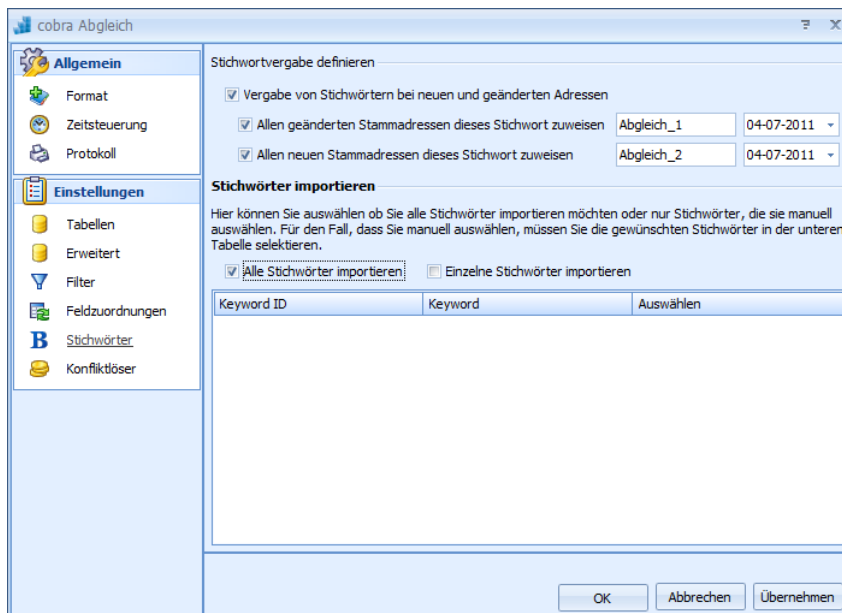 cobra Abgleich
Allgemein
Format
Zeitsteuerung
Protokoll
Einstellungen
Tabellen
Erweitert
Filter
Feldzuordnungen
B Stichwörter
Konfliktlöser
Stichwortvergabe definieren
Vergabe von Stichwörtern bei neuen und geänderten Adressen
Allen geänderten Stammadressen dieses Stichwort zuweisen Abgleich_1 04-07-2011
Allen neuen Stammadressen dieses Stichwort zuweisen Abgleich_2 04-07-2011
Stichwörter importieren
Hier können Sie auswählen ob Sie alle Stichwörter importieren möchten oder nur Stichwörter, die sie manuell
auswählen. Für den Fall, dass Sie manuell auswählen, müssen Sie die gewünschten Stichwörter in der unteren
Tabelle selektieren.
Alle Stichwörter importieren Einzelne Stichwörter importieren
Keyword ID Keyword Auswählen
OK Abbrechen Übernehmen